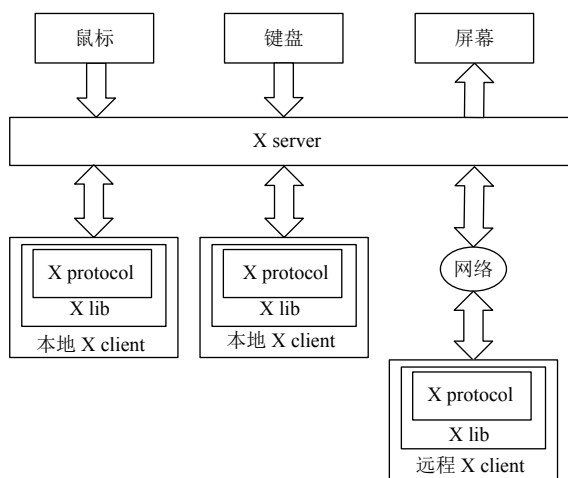 鼠标
键盘
屏幕
X server
X protocol
X lib
本地 X client
X protocol
X lib
本地 X client
网络
X protocol
X lib
远程 X client